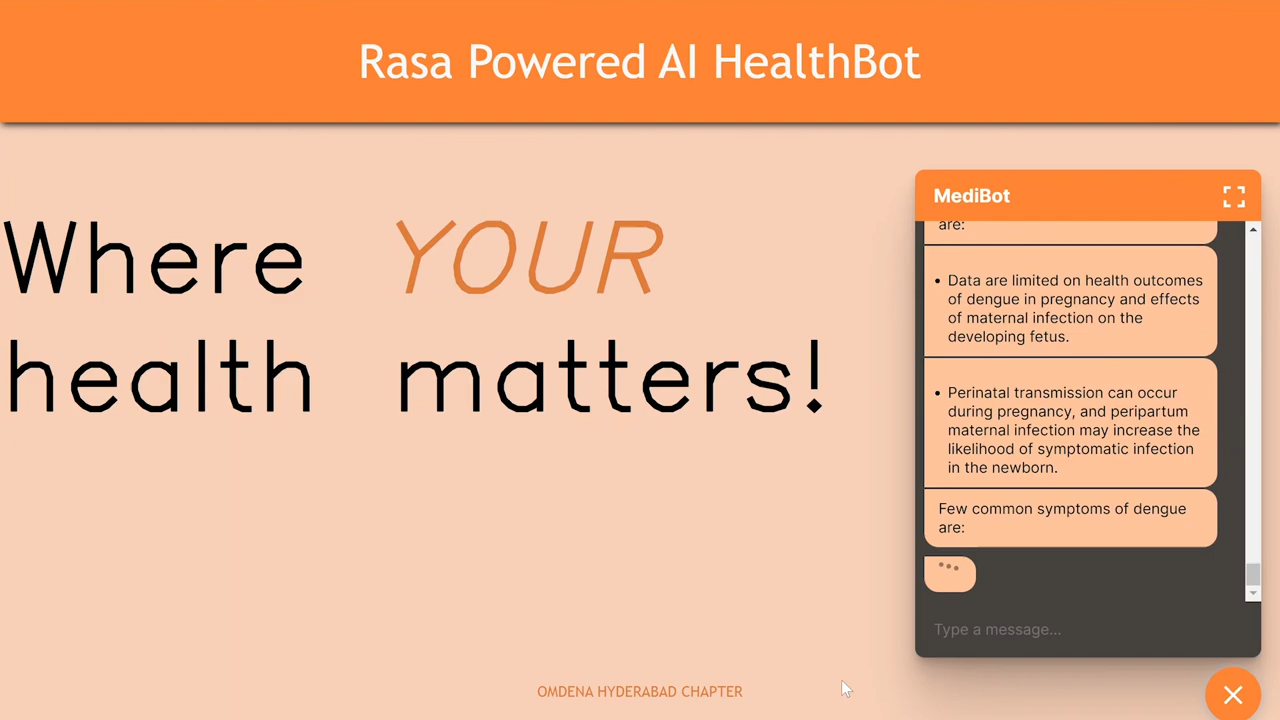 Rasa Powered AI HealthBot
Where YOUR
health matters!
MediBot
are:
• Data are limited on health outcomes
of dengue in pregnancy and effects
of maternal infection on the
developing fetus.
• Perinatal transmission can occur
during pregnancy, and peripartum
maternal infection may increase the
likelihood of symptomatic infection
in the newborn.
Few common symptoms of dengue
are:
Type a message...
OMDENA HYDERABAD CHAPTER